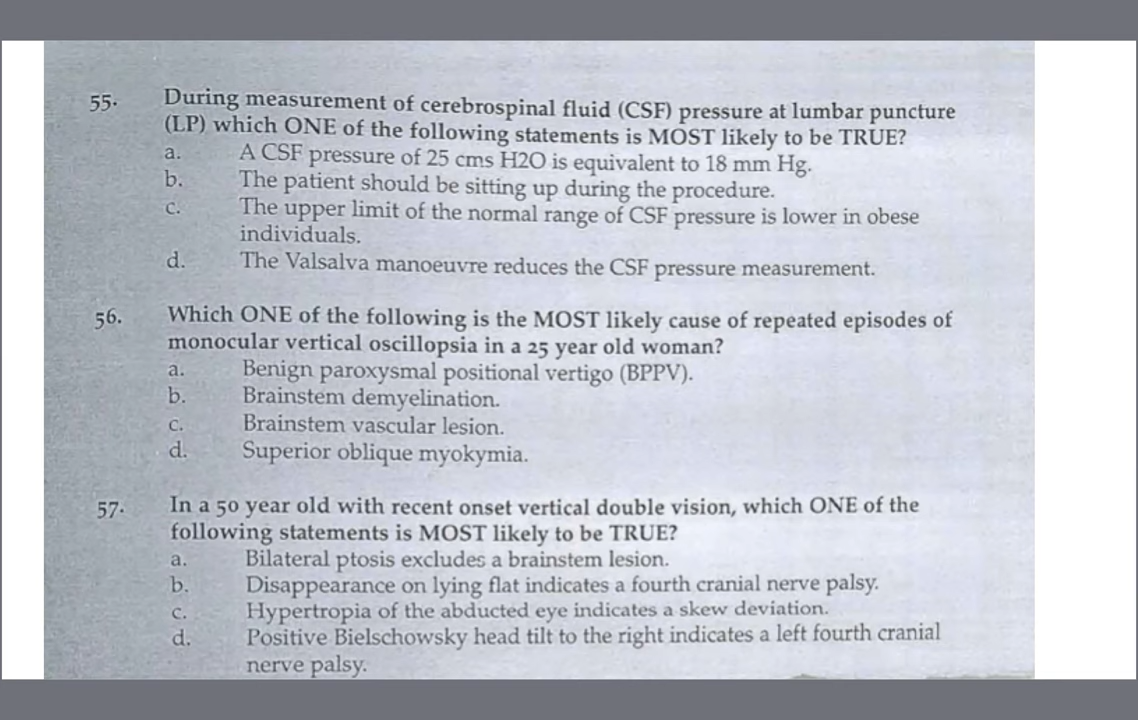 55. During measurement of cerebrospinal fluid (CSF) pressure at lumbar puncture
(LP) which ONE of the following statements is MOST likely to be TRUE?
a. A CSF pressure of 25 cms H2O is equivalent to 18 mm Hg.
b. The patient should be sitting up during the procedure.
c. The upper limit of the normal range of CSF pressure is lower in obese
individuals.
d. The Valsalva manoeuvre reduces the CSF pressure measurement.
56. Which ONE of the following is the MOST likely cause of repeated episodes of
monocular vertical oscillopsia in a 25 year old woman?
a. Benign paroxysmal positional vertigo (BPPV).
b. Brainstem demyelination.
c. Brainstem vascular lesion.
d. Superior oblique myokymia.
57. In a 50 year old with recent onset vertical double vision, which ONE of the
following statements is MOST likely to be TRUE?
a. Bilateral ptosis excludes a brainstem lesion.
b. Disappearance on lying flat indicates a fourth cranial nerve palsy.
c. Hypertropia of the abducted eye indicates a skew deviation.
d. Positive Bielschowsky head tilt to the right indicates a left fourth cranial
nerve palsy.